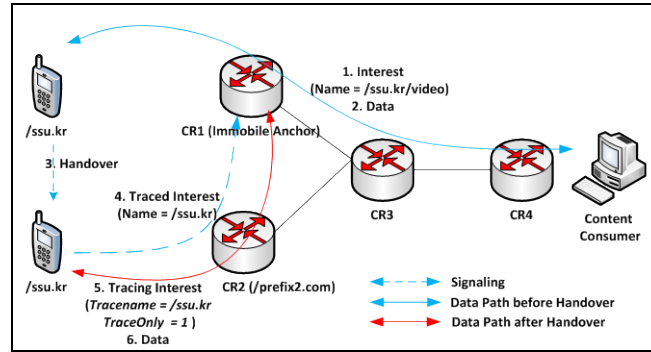 1. Interest
(Name = /ssu.kr/video)
2. Data
/ssu.kr
CR1 (Immobile Anchor)
3. Handover
4. Traced Interest
(Name = /ssu.kr)
CR3
CR4
Content
Consumer
/ssu.kr
5. Tracing Interest
(Tracename = /ssu.kr
TraceOnly = 1 )
6. Data
CR2 (/prefix2.com)
Signaling
Data Path before Handover
Data Path after Handover